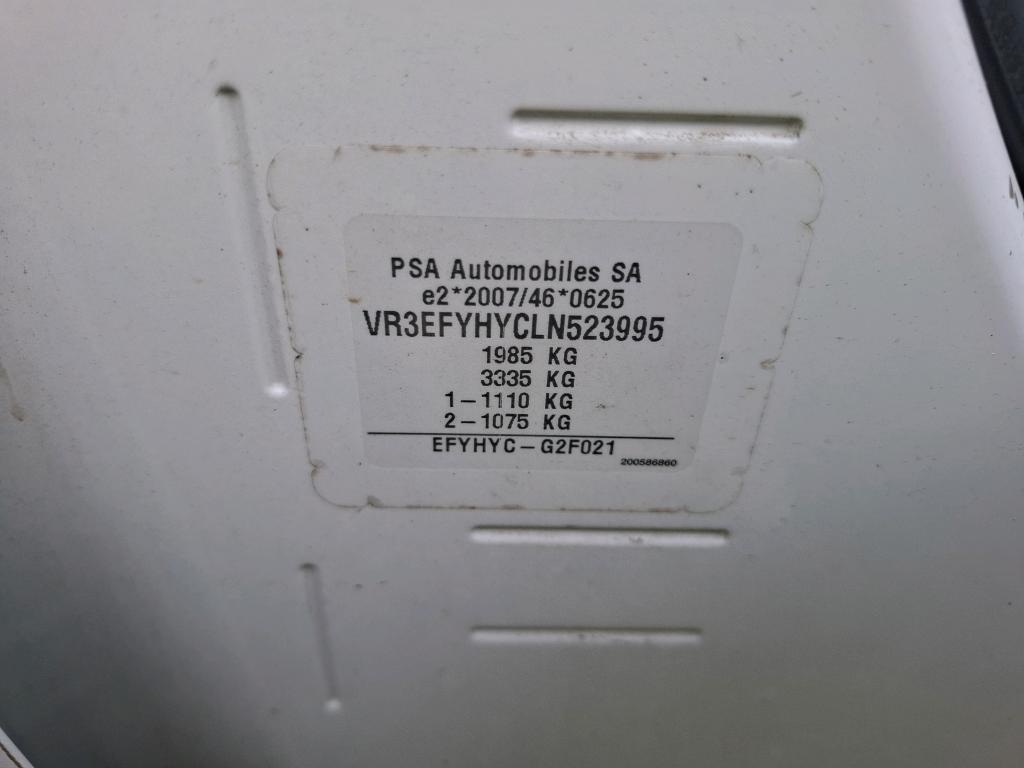 PSA Automobiles SA
e2*2007/46*0625
VR3EFYHYCLN523995
1985 KG
3335 KG
1-1110 KG
2-1075 KG
EFYHYC-G2F021
200586860